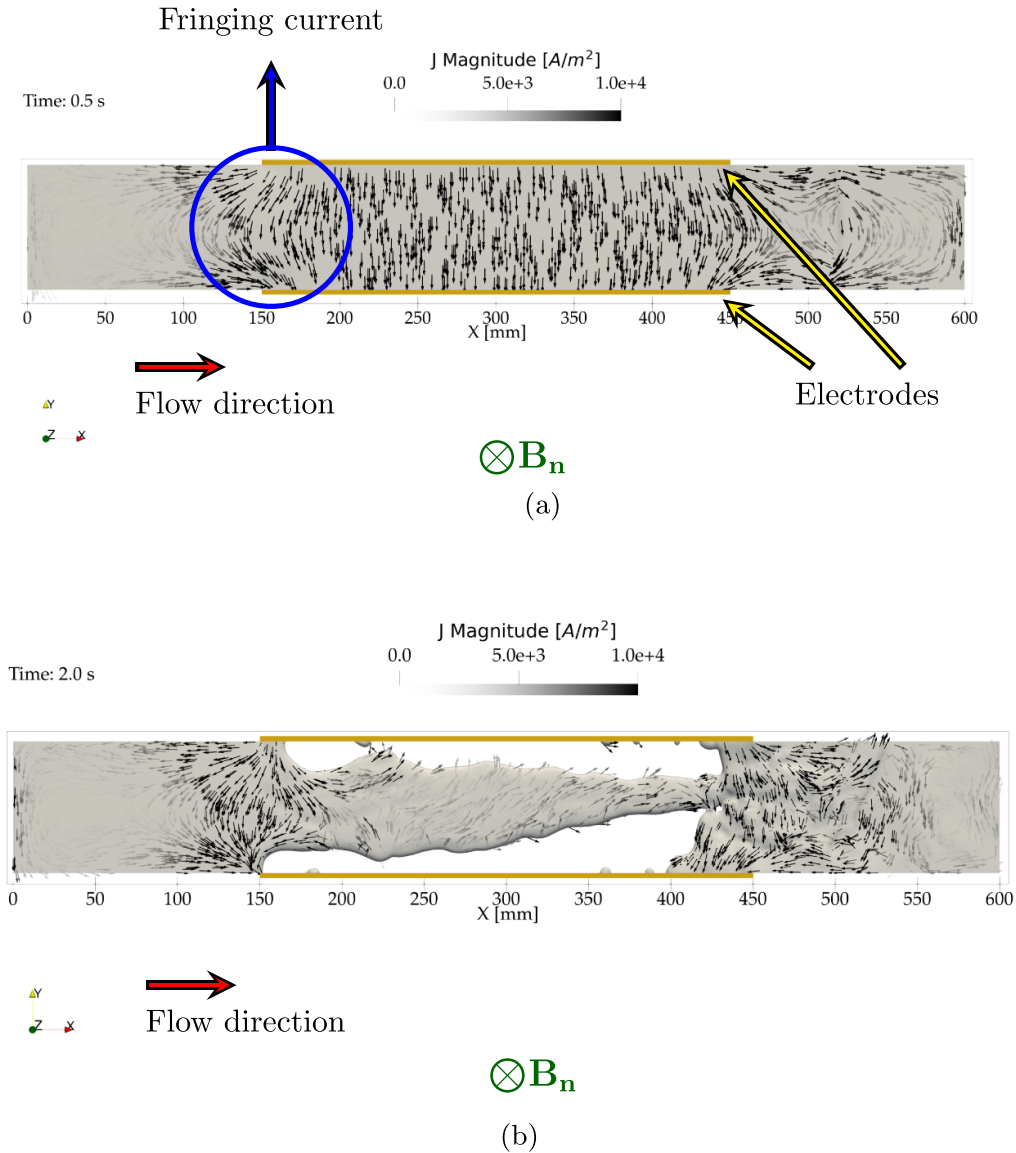 Fringing current
J Magnitude [A/m²]
0.0 5.0e+3 1.0e+4
Time: 0.5 s
0 50 100 150 200 250 300 350 400 450 500 550 600
X [mm]
Flow direction
Electrodes
Y
Z X
Bn
(a)
J Magnitude [A/m²]
0.0 5.0e+3 1.0e+4
Time: 2.0 s
0 50 100 150 200 250 300 350 400 450 500 550 600
X [mm]
Y
Z X
Flow direction
Bn
(b)